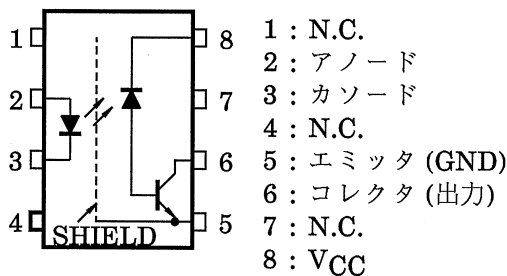 1
2
3
4
8
7
6
5
SHIELD
1 : N.C.
2 : アノード
3 : カソード
4 : N.C.
5 : エミッタ (GND)
6 : コレクタ (出力)
7 : N.C.
8 : VCC